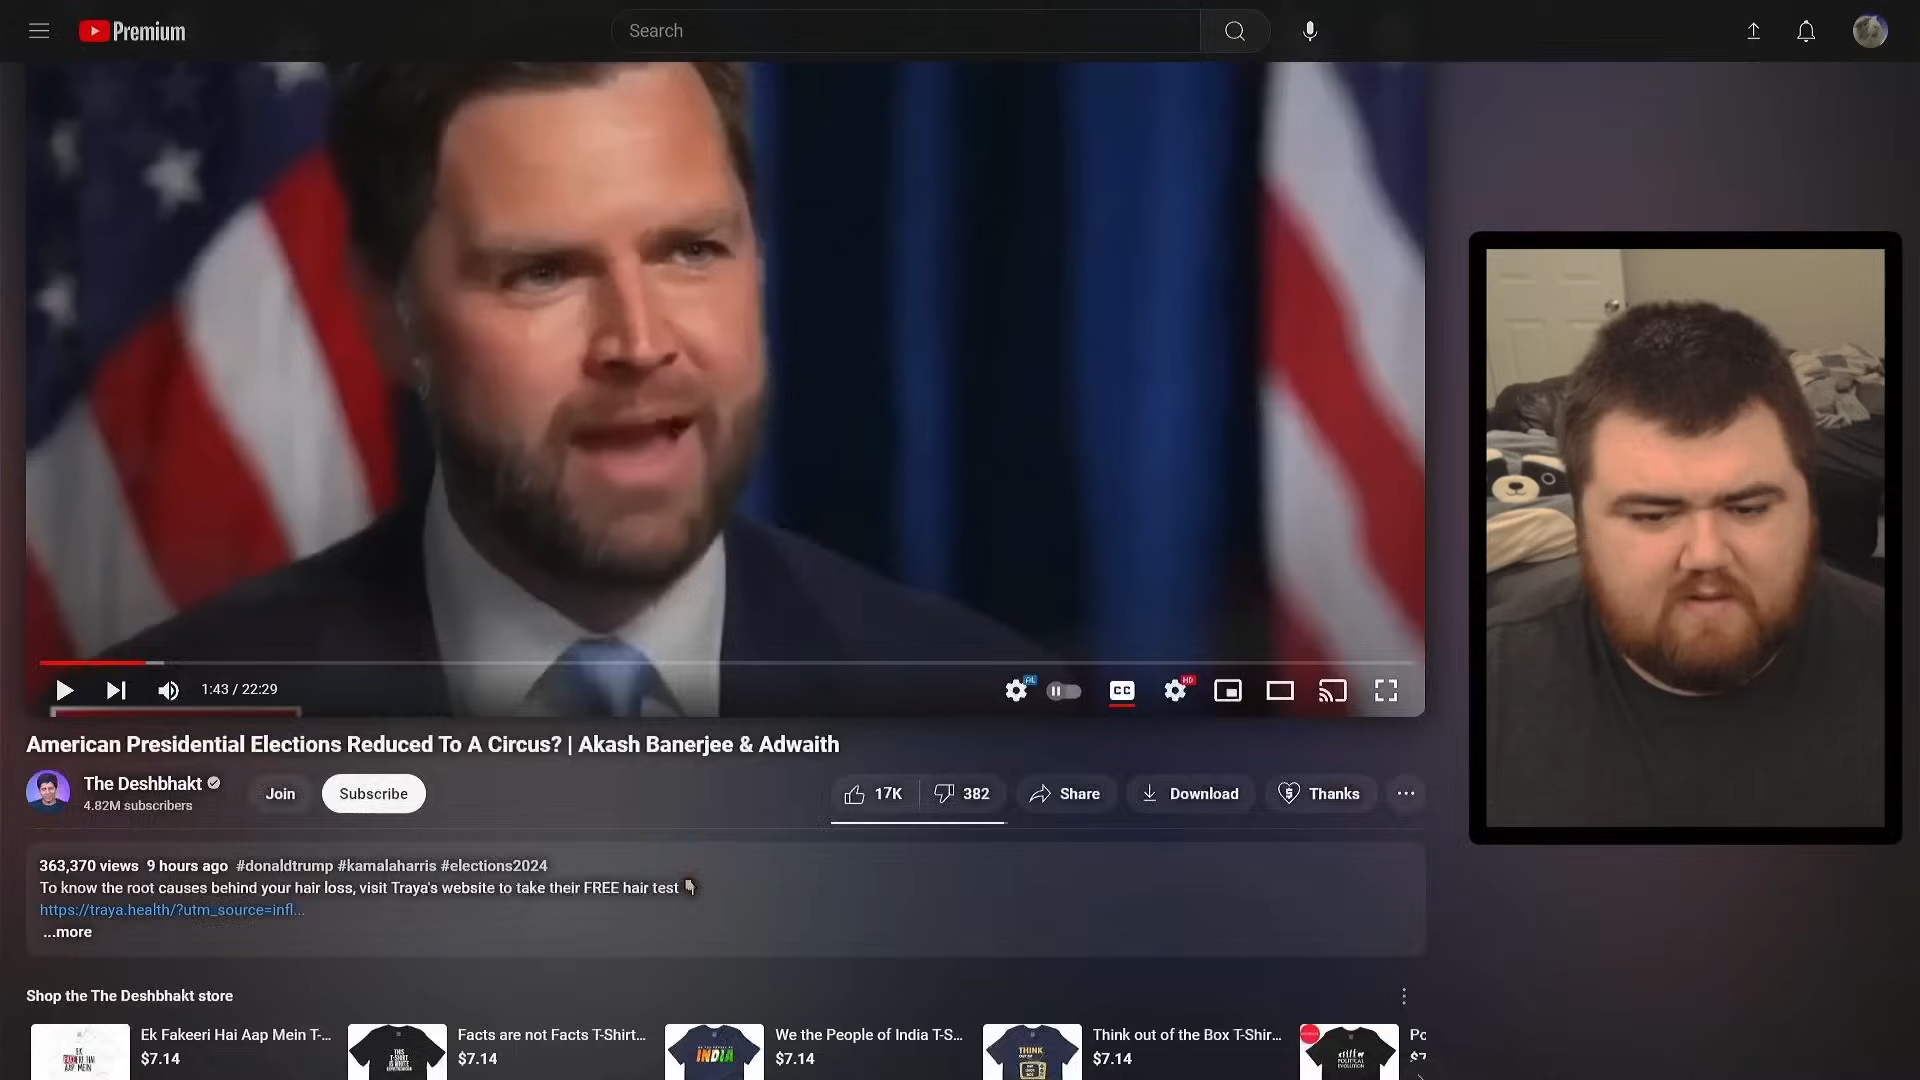 Premium
Search
1:43 / 22:29
AL
CC
HD
American Presidential Elections Reduced To A Circus? | Akash Banerjee & Adwaith
The Deshbhakt
4.82M subscribers
Join
Subscribe
17K
382
Share
Download
Thanks
363,370 views 9 hours ago #donaldtrump #kamalaharris #elections2024
To know the root causes behind your hair loss, visit Traya's website to take their FREE hair test
https://traya.health/?utm_source=infl...
...more
Shop the The Deshbhakt store
Ek Fakeeri Hai Aap Mein T-...
$7.14
Facts are not Facts T-Shirt...
$7.14
We the People of India T-S...
$7.14
INDIA
Think out of the Box T-Shir...
$7.14
THINK
POLITICAL
EVOLUTION